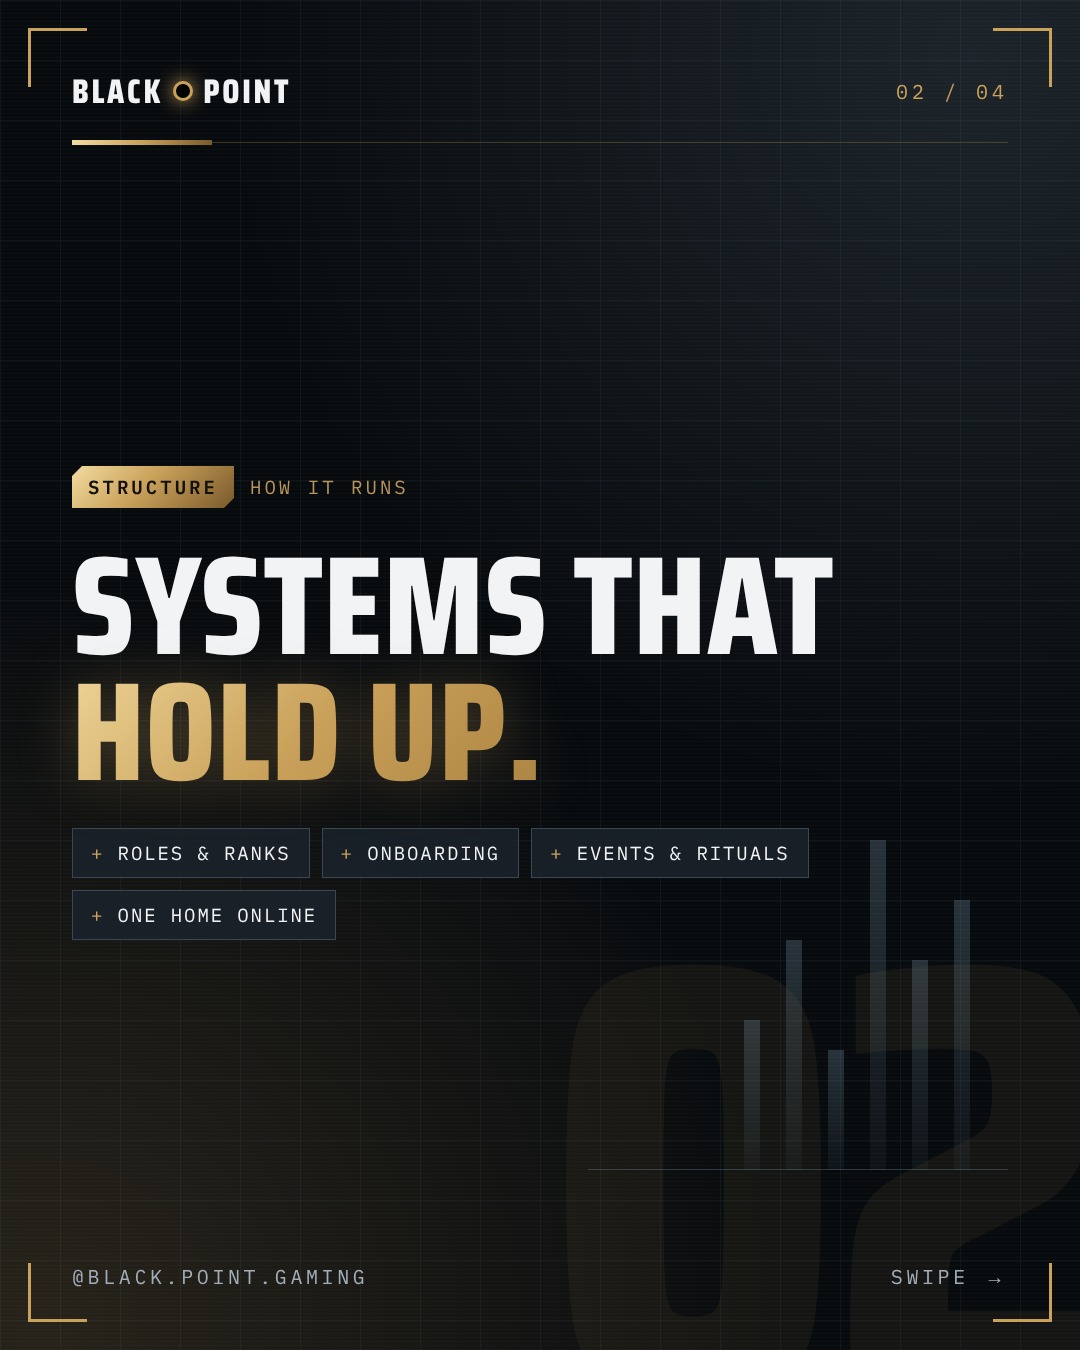 BLACK POINT
02 / 04
STRUCTURE HOW IT RUNS
SYSTEMS THAT
HOLD UP.
+ ROLES & RANKS + ONBOARDING + EVENTS & RITUALS
+ ONE HOME ONLINE
02
@BLACK.POINT.GAMING
SWIPE →